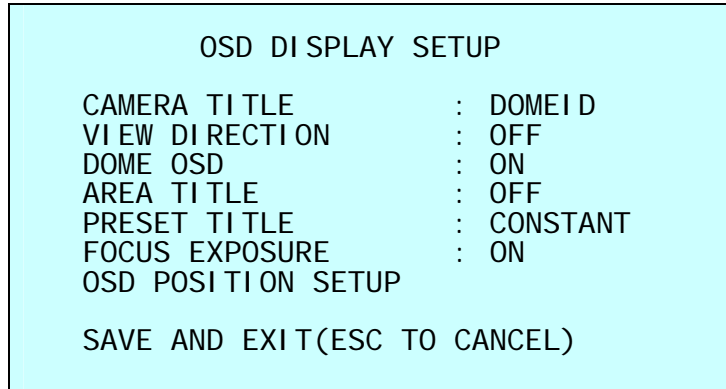 OSD DISPLAY SETUP
CAMERA TITLE : DOMEID
VIEW DIRECTION : OFF
DOME OSD : ON
AREA TITLE : OFF
PRESET TITLE : CONSTANT
FOCUS EXPOSURE : ON
OSD POSITION SETUP
SAVE AND EXIT(ESC TO CANCEL)